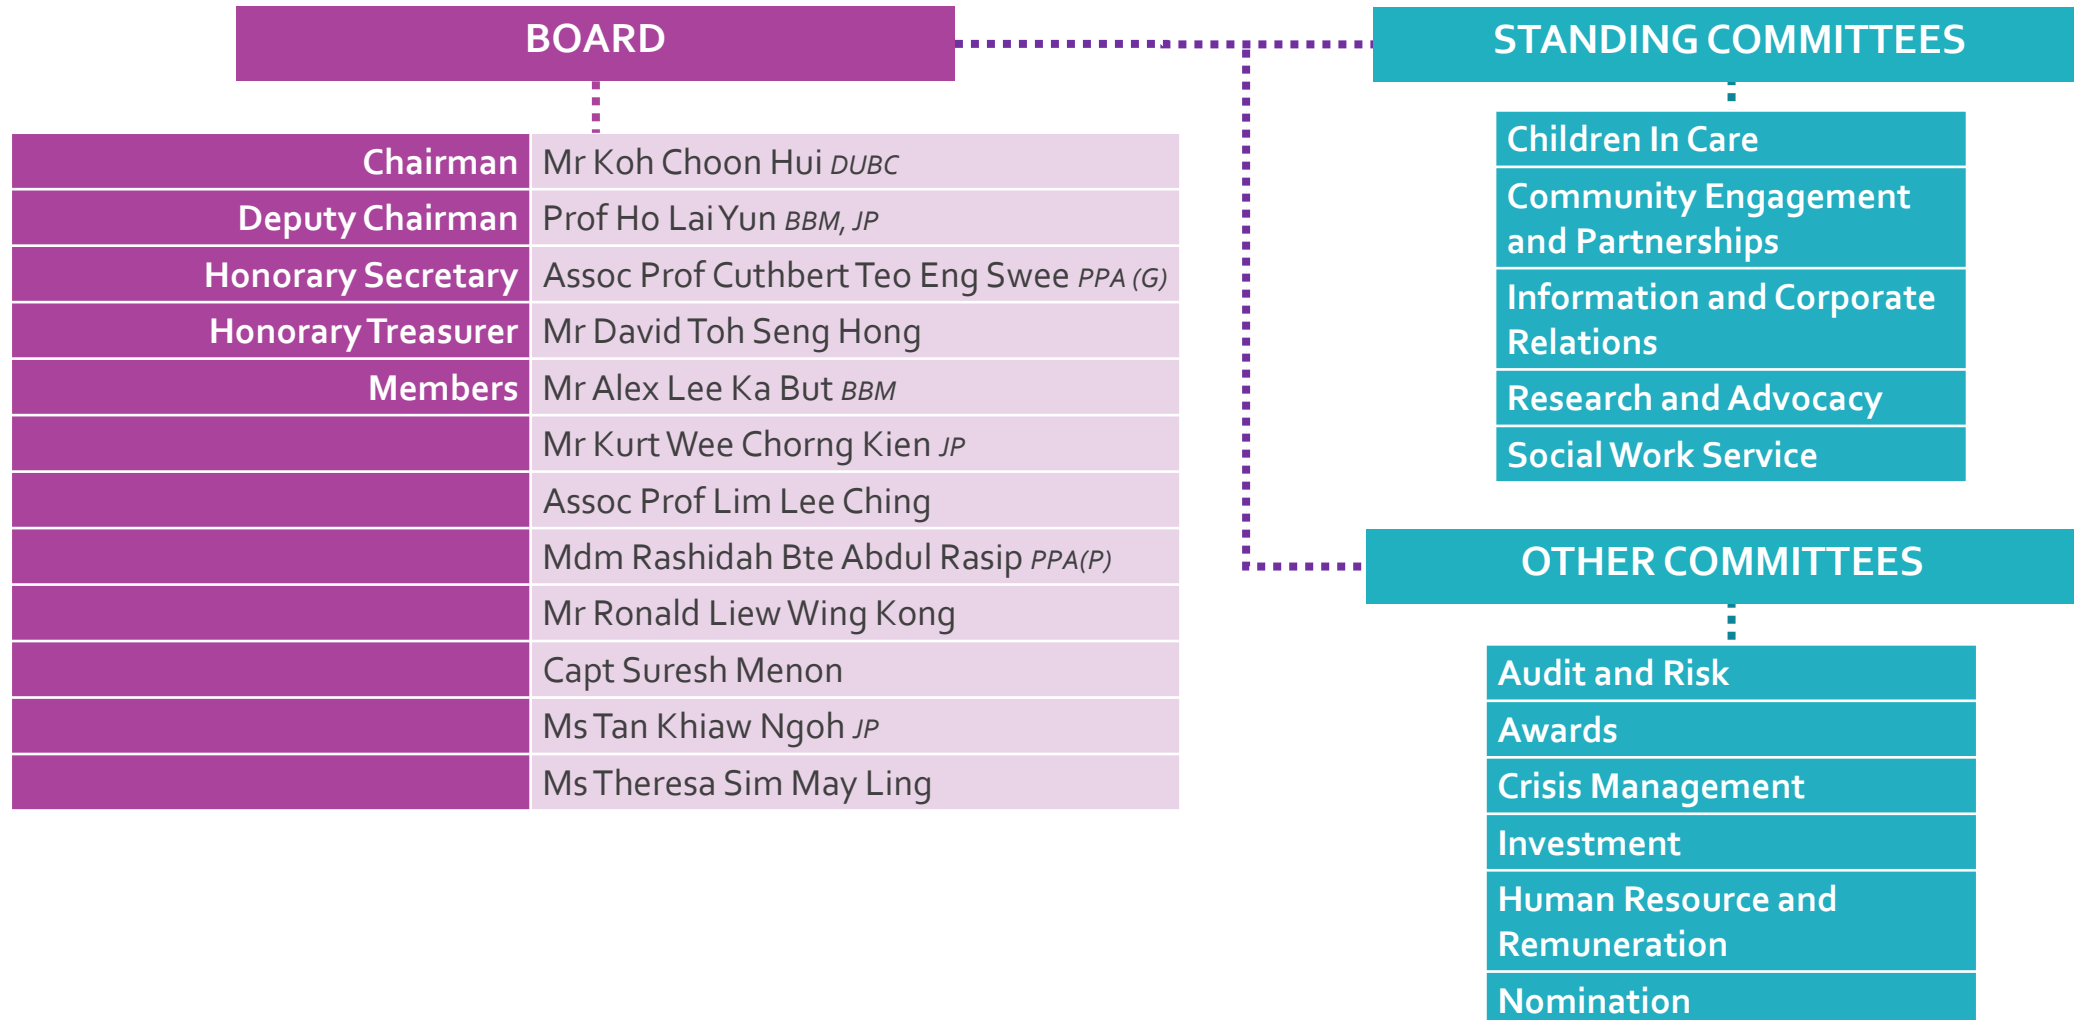 BOARD
Chairman Mr Koh Choon Hui DUBC
Deputy Chairman Prof Ho Lai Yun BBM, JP
Honorary Secretary Assoc Prof Cuthbert Teo Eng Swee PPA (G)
Honorary Treasurer Mr David Toh Seng Hong
Members Mr Alex Lee Ka But BBM
Mr Kurt Wee Chorng Kien JP
Assoc Prof Lim Lee Ching
Mdm Rashidah Bte Abdul Rasip PPA(P)
Mr Ronald Liew Wing Kong
Capt Suresh Menon
Ms Tan Khiaw Ngoh JP
Ms Theresa Sim May Ling
STANDING COMMITTEES
Children In Care
Community Engagement
and Partnerships
Information and Corporate
Relations
Research and Advocacy
Social Work Service
OTHER COMMITTEES
Audit and Risk
Awards
Crisis Management
Investment
Human Resource and
Remuneration
Nomination